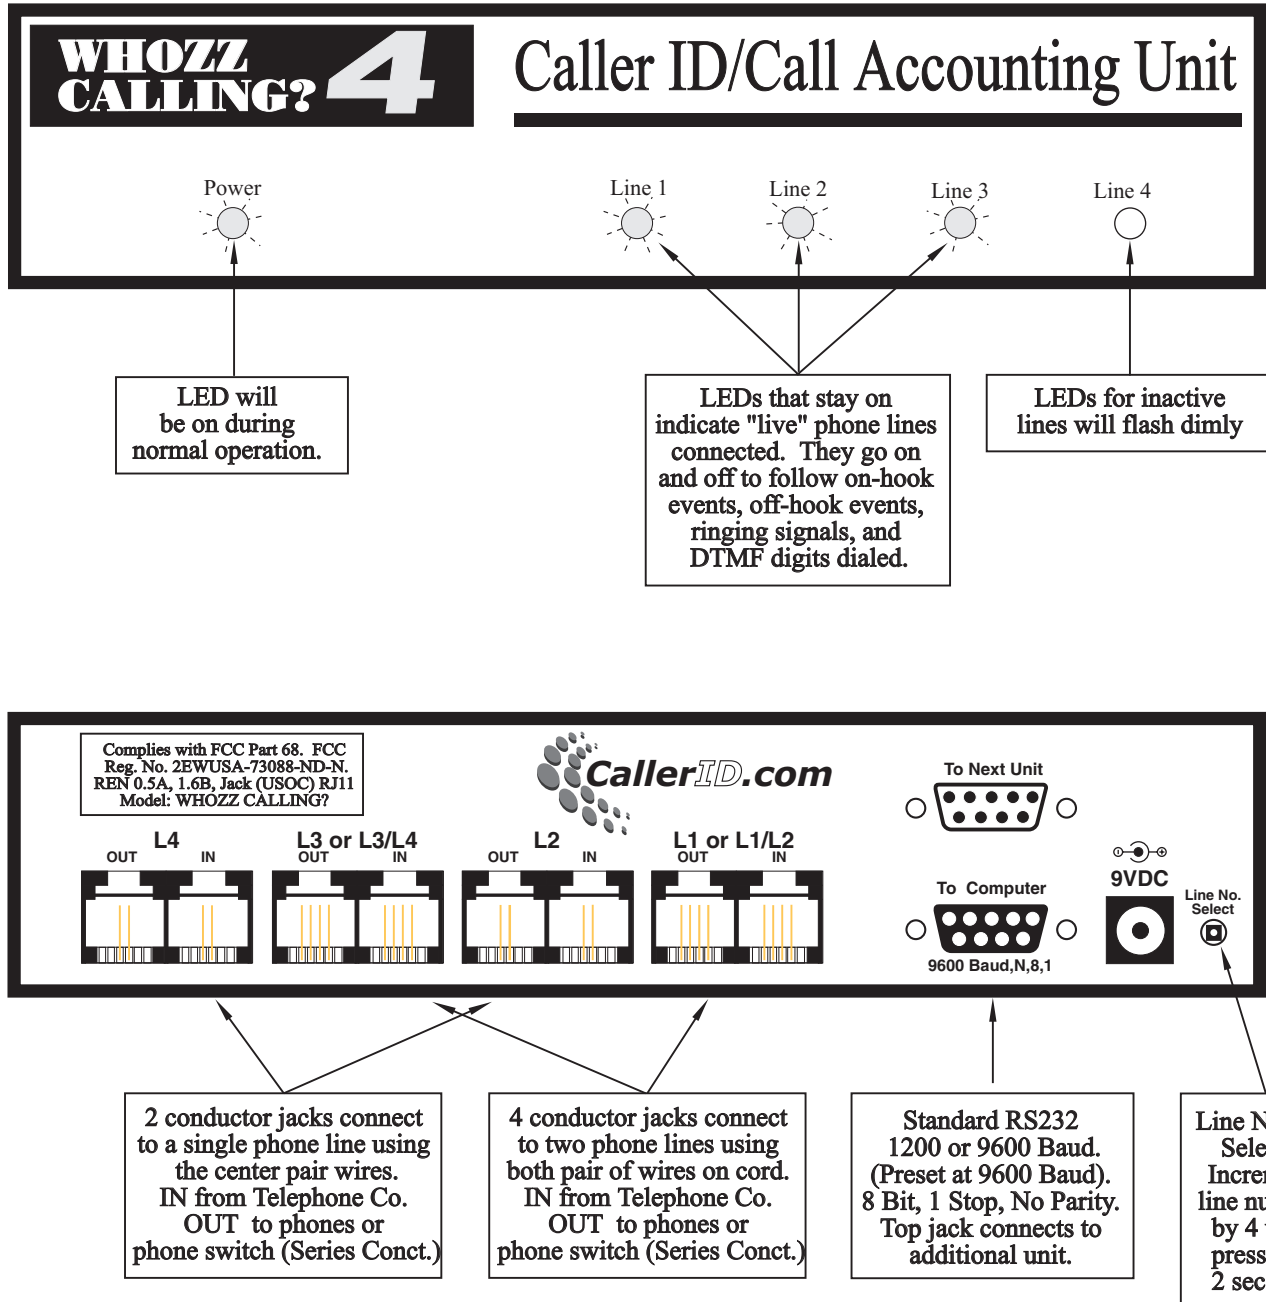 WHOZZ
CALLING? 4
Caller ID/Call Accounting Unit
Power
Line 1
Line 2
Line 3
Line 4
LED will
be on during
normal operation.
LEDs that stay on
indicate "live" phone lines
connected. They go on
and off to follow on-hook
events, off-hook events,
ringing signals, and
DTMF digits dialed.
LEDs for inactive
lines will flash dimly
Complies with FCC Part 68. FCC
Reg. No. 2EWUSA-73088-ND-N.
REN 0.5A, 1.6B, Jack (USOC) RJ11
Model: WHOZZ CALLING?
CallerID.com
To Next Unit
L4
OUT IN
L3 or L3/L4
OUT IN
L2
OUT IN
L1 or L1/L2
OUT IN
To Computer
9600 Baud,N,8,1
9VDC
Line No.
Select
2 conductor jacks connect
to a single phone line using
the center pair wires.
IN from Telephone Co.
OUT to phones or
phone switch (Series Conct.)
4 conductor jacks connect
to two phone lines using
both pair of wires on cord.
IN from Telephone Co.
OUT to phones or
phone switch (Series Conct.)
Standard RS232
1200 or 9600 Baud.
(Preset at 9600 Baud).
8 Bit, 1 Stop, No Parity.
Top jack connects to
additional unit.
Line
by 4
press
2